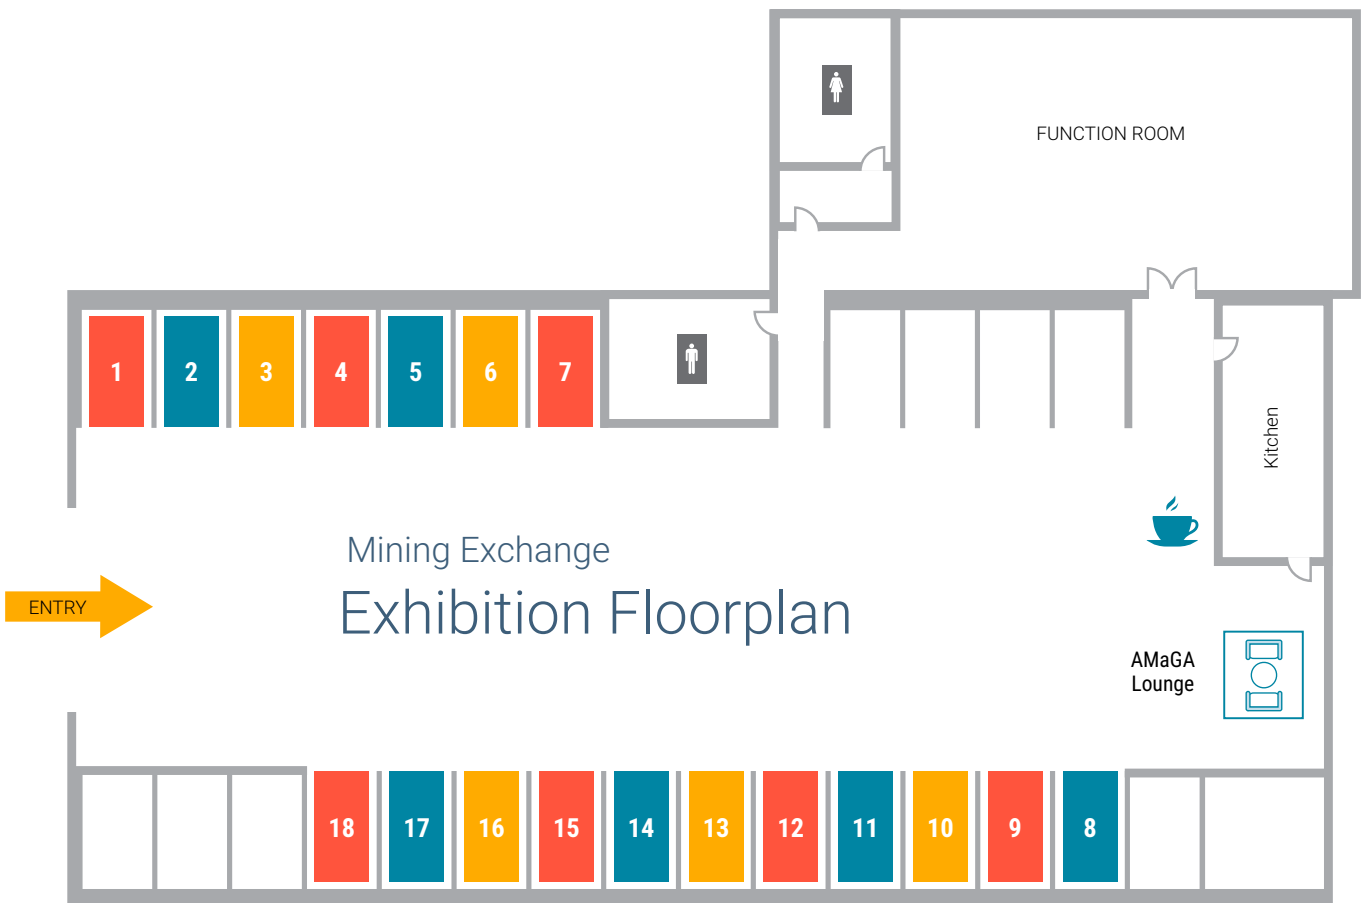 FUNCTION ROOM
1
2
3
4
5
6
7
Kitchen
Mining Exchange
Exhibition Floorplan
ENTRY
AMaGA
Lounge
18
17
16
15
14
13
12
11
10
9
8